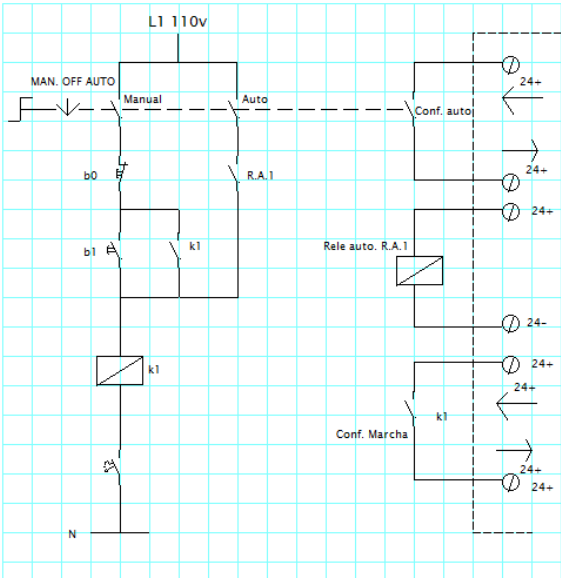 L1 110v
MAN. OFF AUTO
Manual
Auto
Conf. auto
24+
24+
b0
R.A.1
24+
b1
k1
Rele auto. R.A.1
24-
k1
24+
24+
k1
Conf. Marcha
24+
24+
N